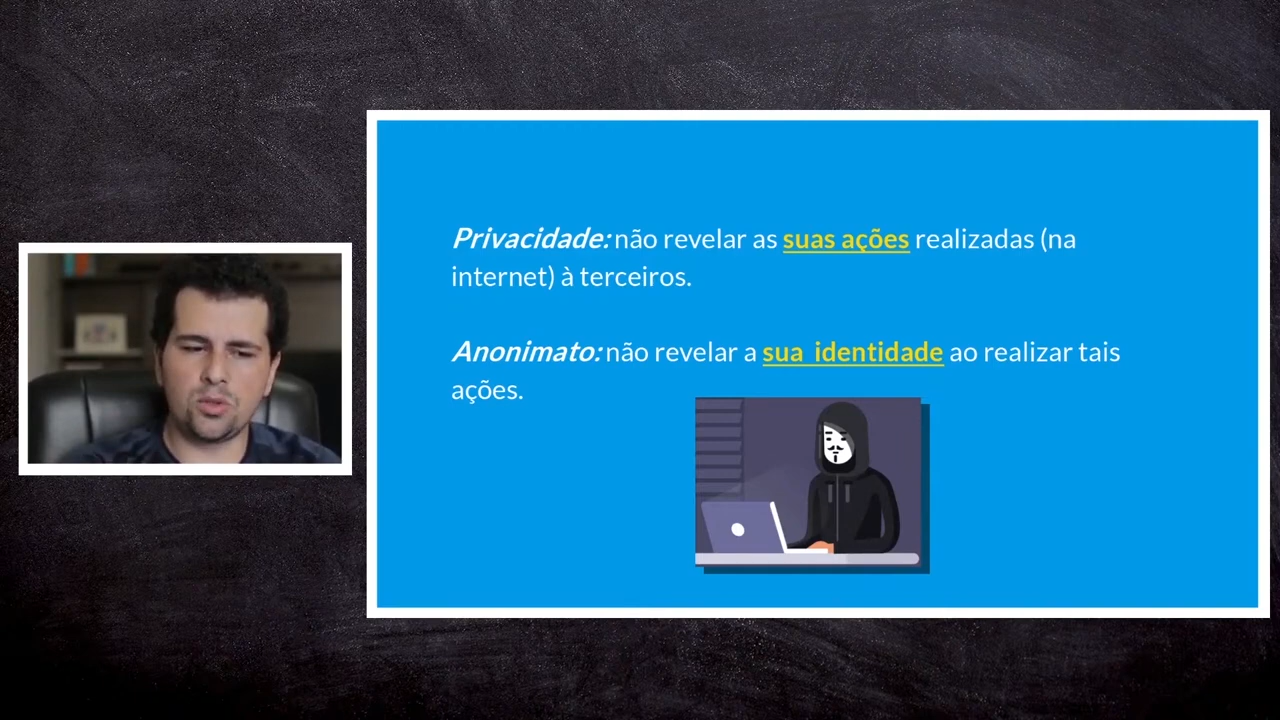 Privacidade: não revelar as suas ações realizadas (na
internet) à terceiros.
Anonimato: não revelar a sua identidade ao realizar tais
ações.